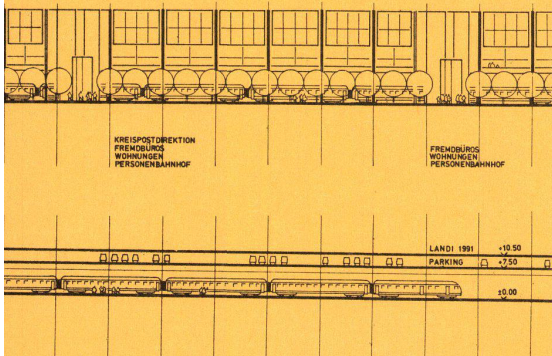 KREISPOSTDIREKTION
FREMDBÜROS
WOHNUNGEN
PERSONENBAHNHOF
FREMDBÜROS
WOHNUNGEN
PERSONENBAHNHOF
LANDI 1991 +10.50
PARKING +7.50
±0.00